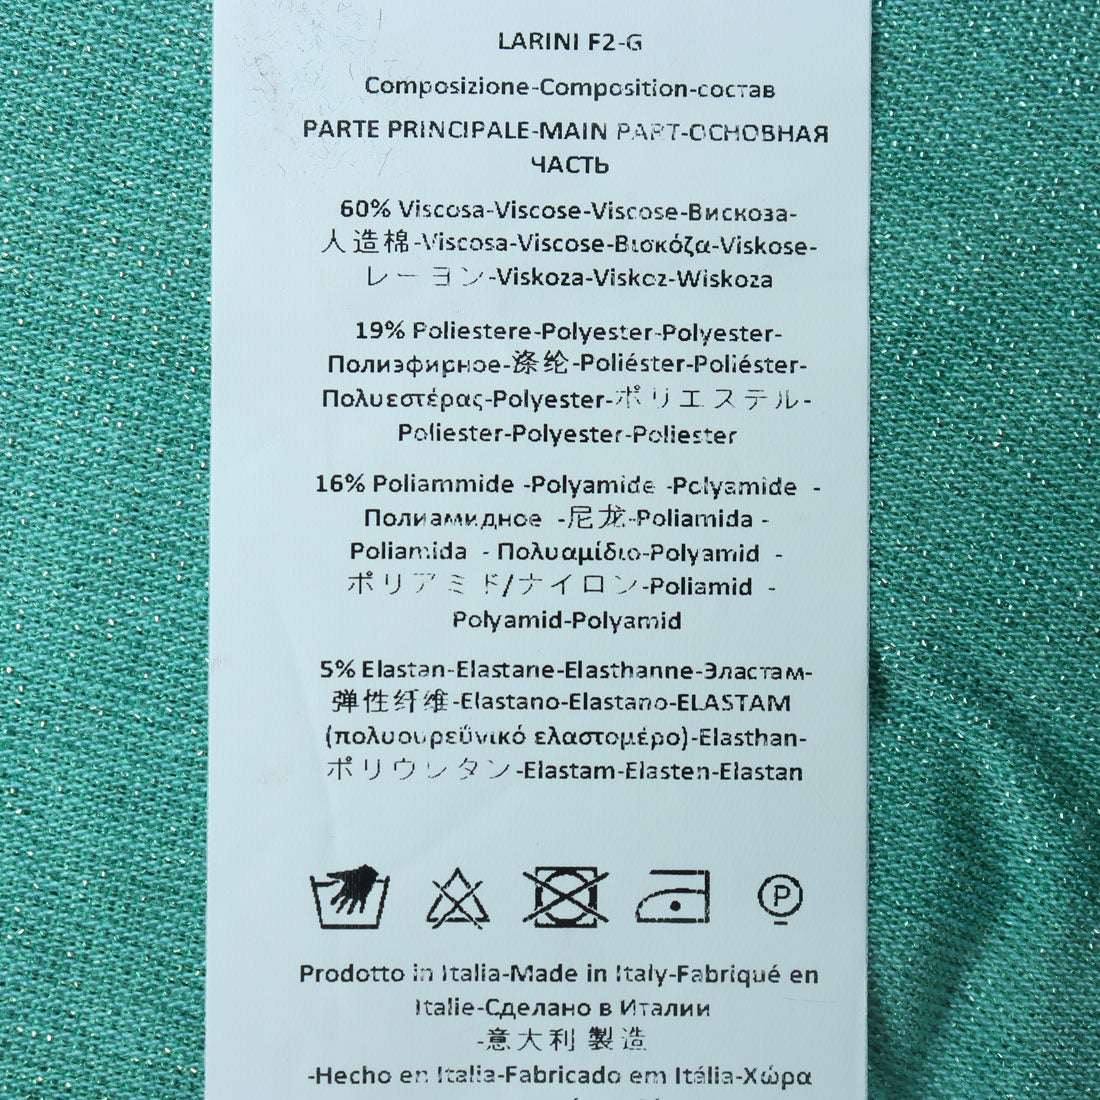 LARINI F2-G
Composizione-Composition-состав
PARTE PRINCIPALE-MAIN PART-ОСНОВНАЯ
ЧАСТЬ
60% Viscosa-Viscose-Viscose-Вискоза-
人造棉-Viscosa-Viscose-Βισκόζα-Viskose-
レーヨン-Viskoza-Viskoz-Wiskoza
19% Poliestere-Polyester-Polyester-
Полиэфирное-涤纶-Poliéster-Poliéster-
Πολυεστέρας-Polyester-ポリエステル-
Poliester-Polyester-Poliester
16% Poliammide -Polyamide -Polyamide -
Полиамидное -尼龙-Poliamida -
Poliamida - Πολυαμίδιο-Polyamid -
ポリアミド/ナイロン-Poliamid -
Polyamid-Polyamid
5% Elastan-Elastane-Elasthanne-Эластам-
弹性纤维-Elastano-Elastano-ELASTAM
(πολυουρεΰνικό ελαστομέρο)-Elasthan-
ポリウレタン-Elastam-Elasten-Elastan
P
Prodotto in Italia-Made in Italy-Fabriqué en
Italie-Сделано в Италии
-意大利製造
-Hecho en Italia-Fabricado em Itália-Χώρα